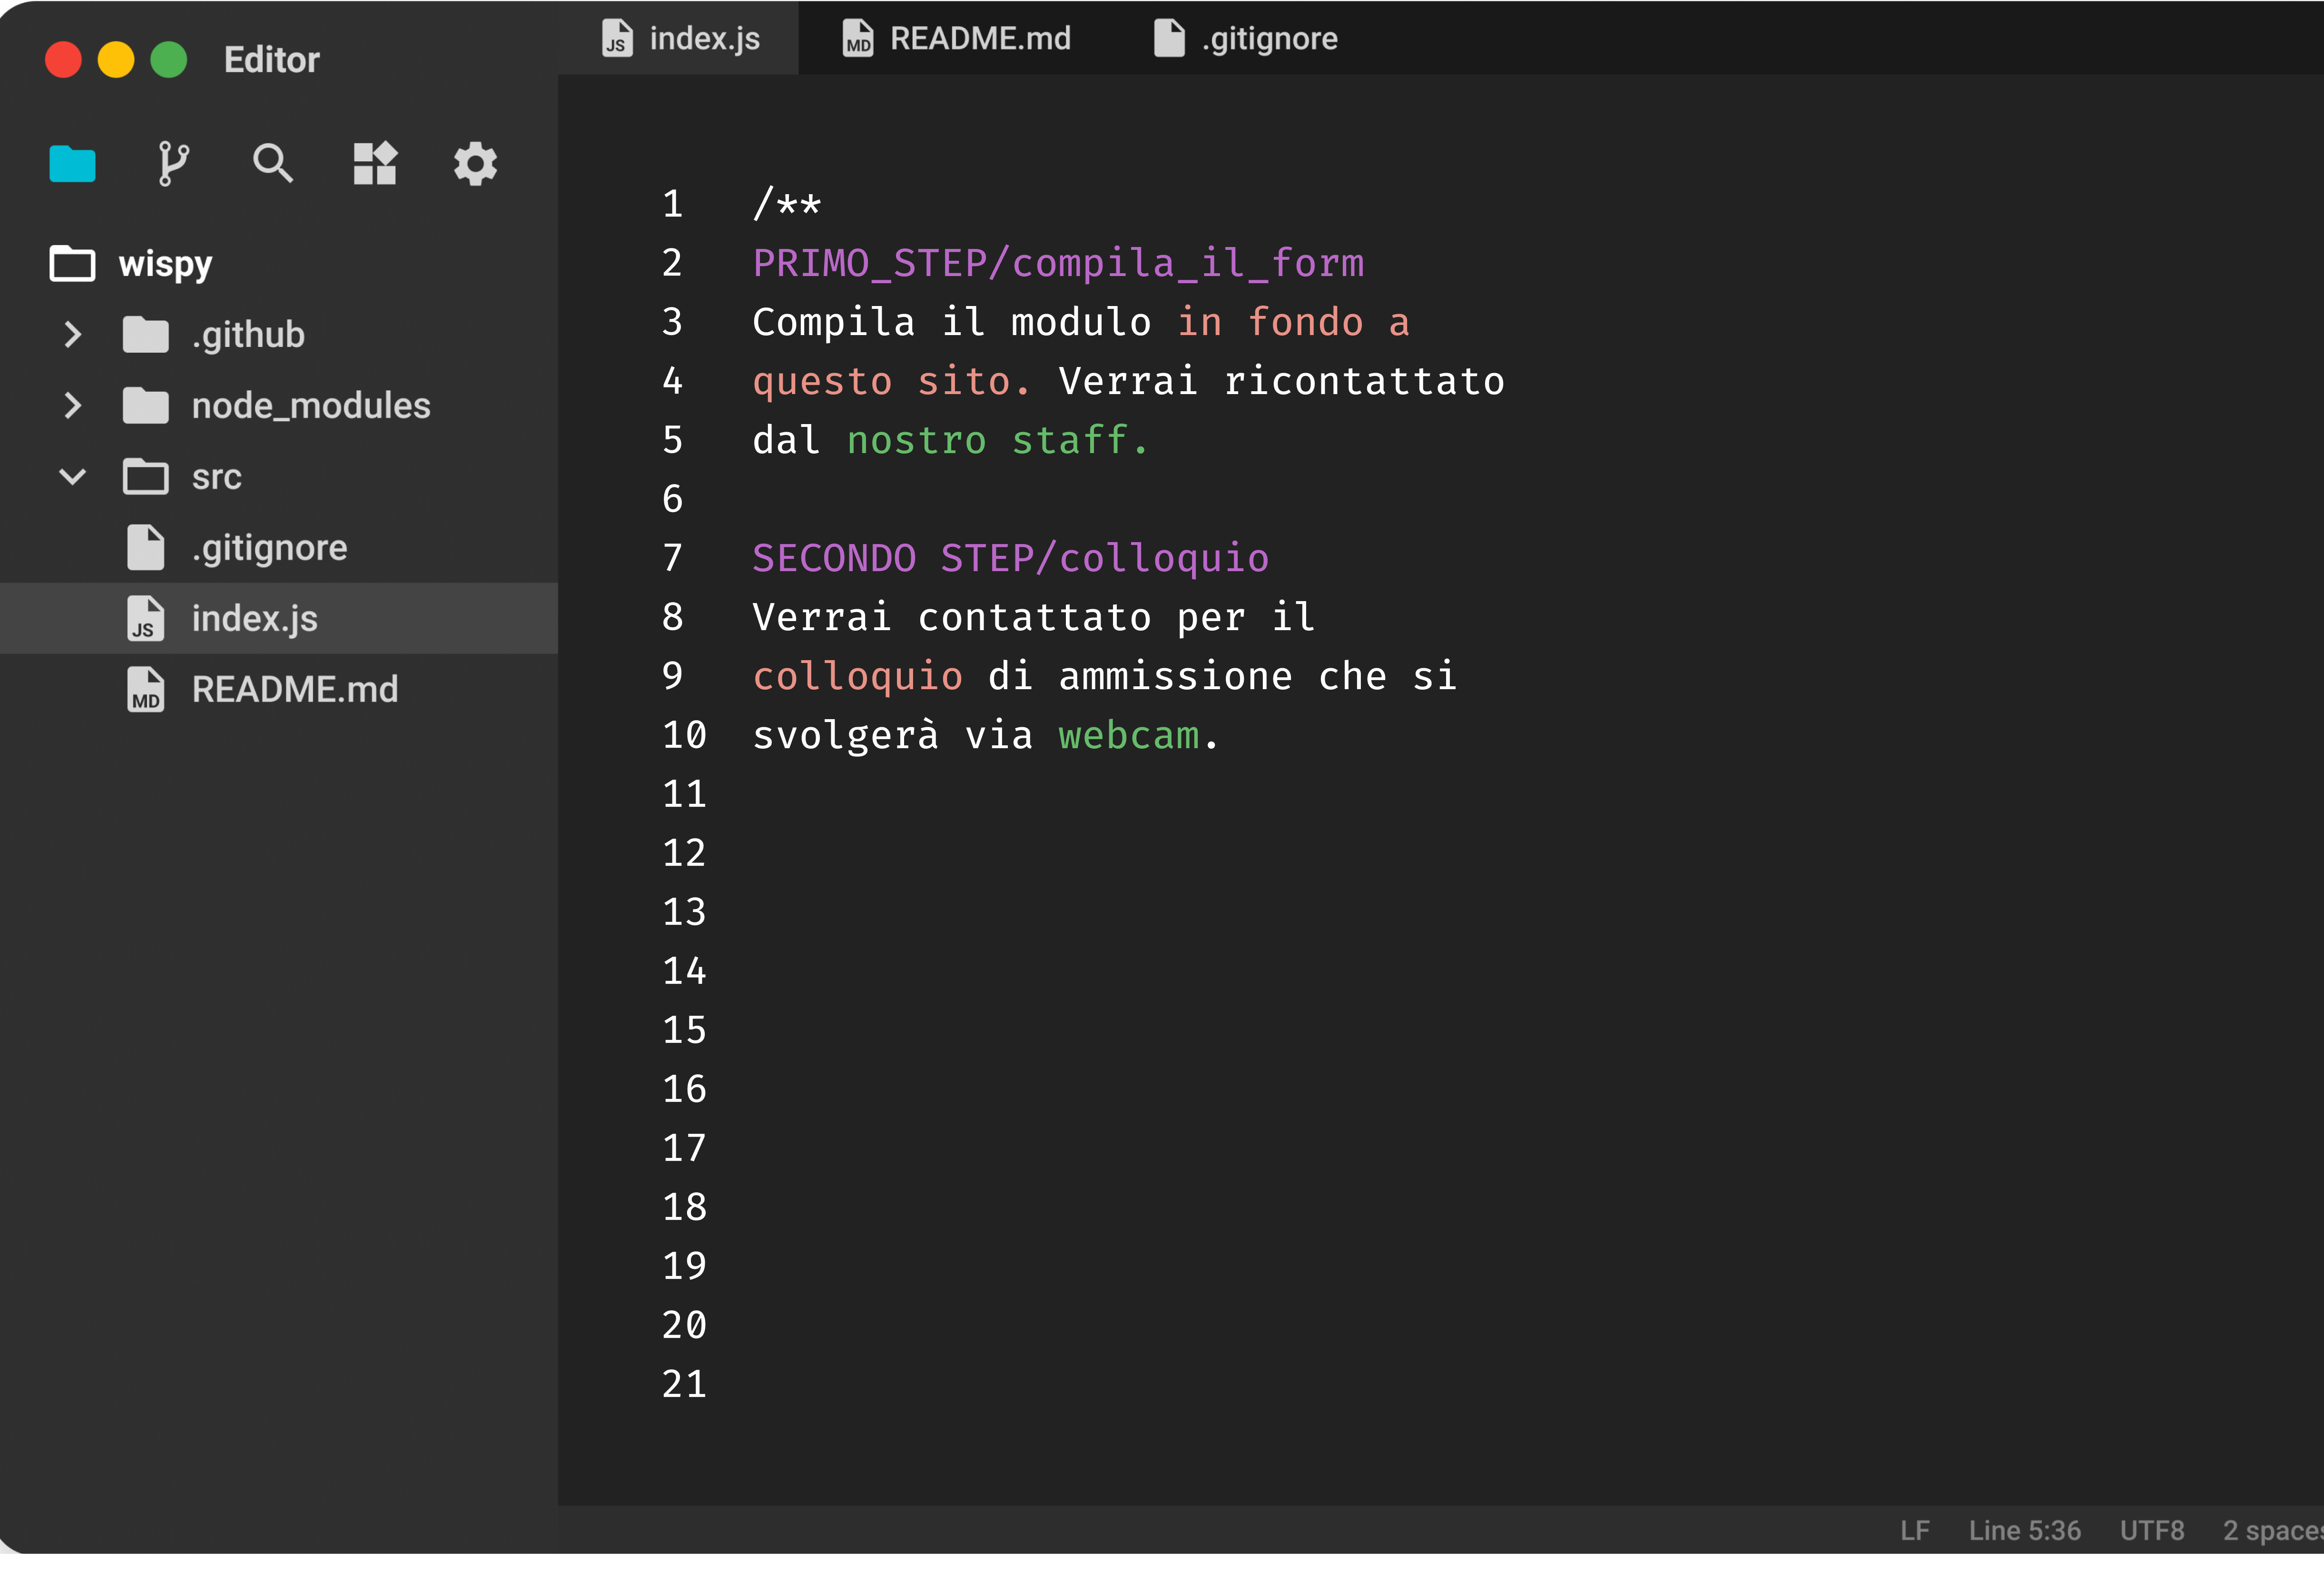 Editor
index.js
README.md
.gitignore
wispy
.github
node_modules
src
.gitignore
JS index.js
MD README.md
1 /**
2 PRIMO_STEP/compila_il_form
3 Compila il modulo in fondo a
4 questo sito. Verrai ricontattato
5 dal nostro staff.
6
7 SECONDO STEP/colloquio
8 Verrai contattato per il
9 colloquio di ammissione che si
10 svolgerà via webcam.
11
12
13
14
15
16
17
18
19
20
21
LF Line 5:36 UTF8 2 spaces